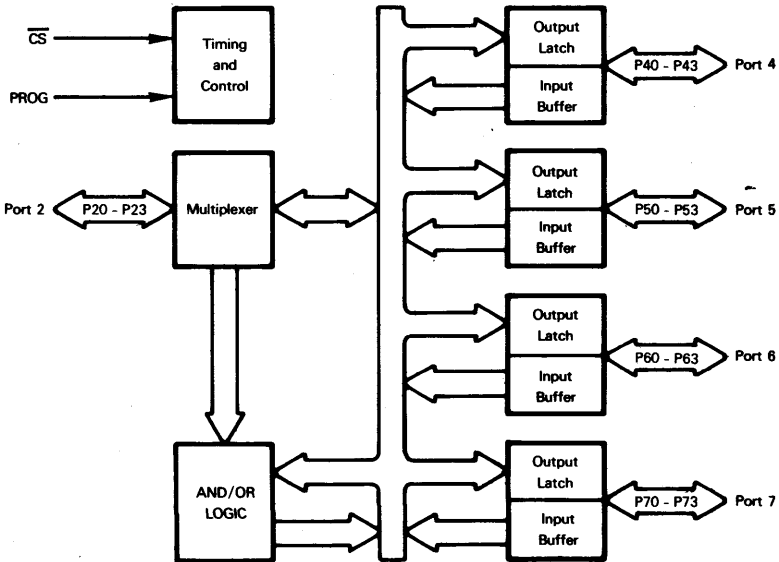 CS
PROG
Timing
and
Control
Port 2
P20 - P23
Multiplexer
AND/OR
LOGIC
Output
Latch
Input
Buffer
P40 - P43
Port 4
Output
Latch
Input
Buffer
P50 - P53
Port 5
Output
Latch
Input
Buffer
P60 - P63
Port 6
Output
Latch
Input
Buffer
P70 - P73
Port 7